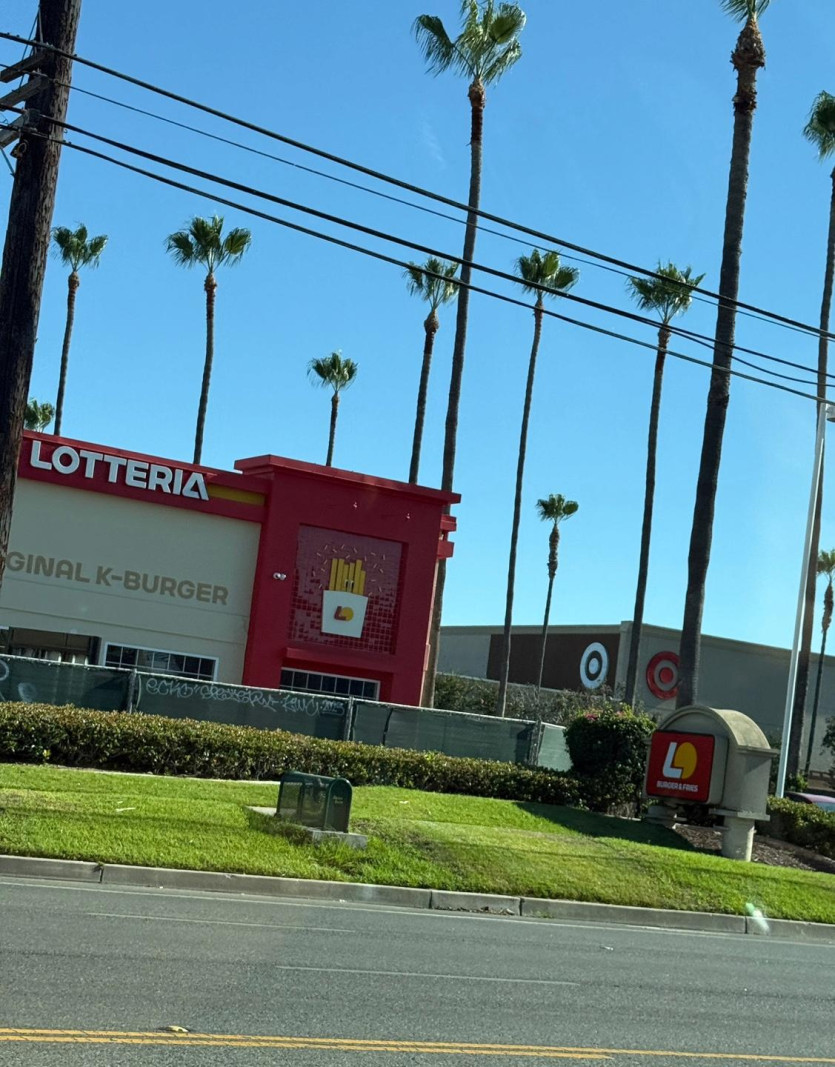 LOTTERIA
GINAL K-BURGER
L
BURGER & FRIES